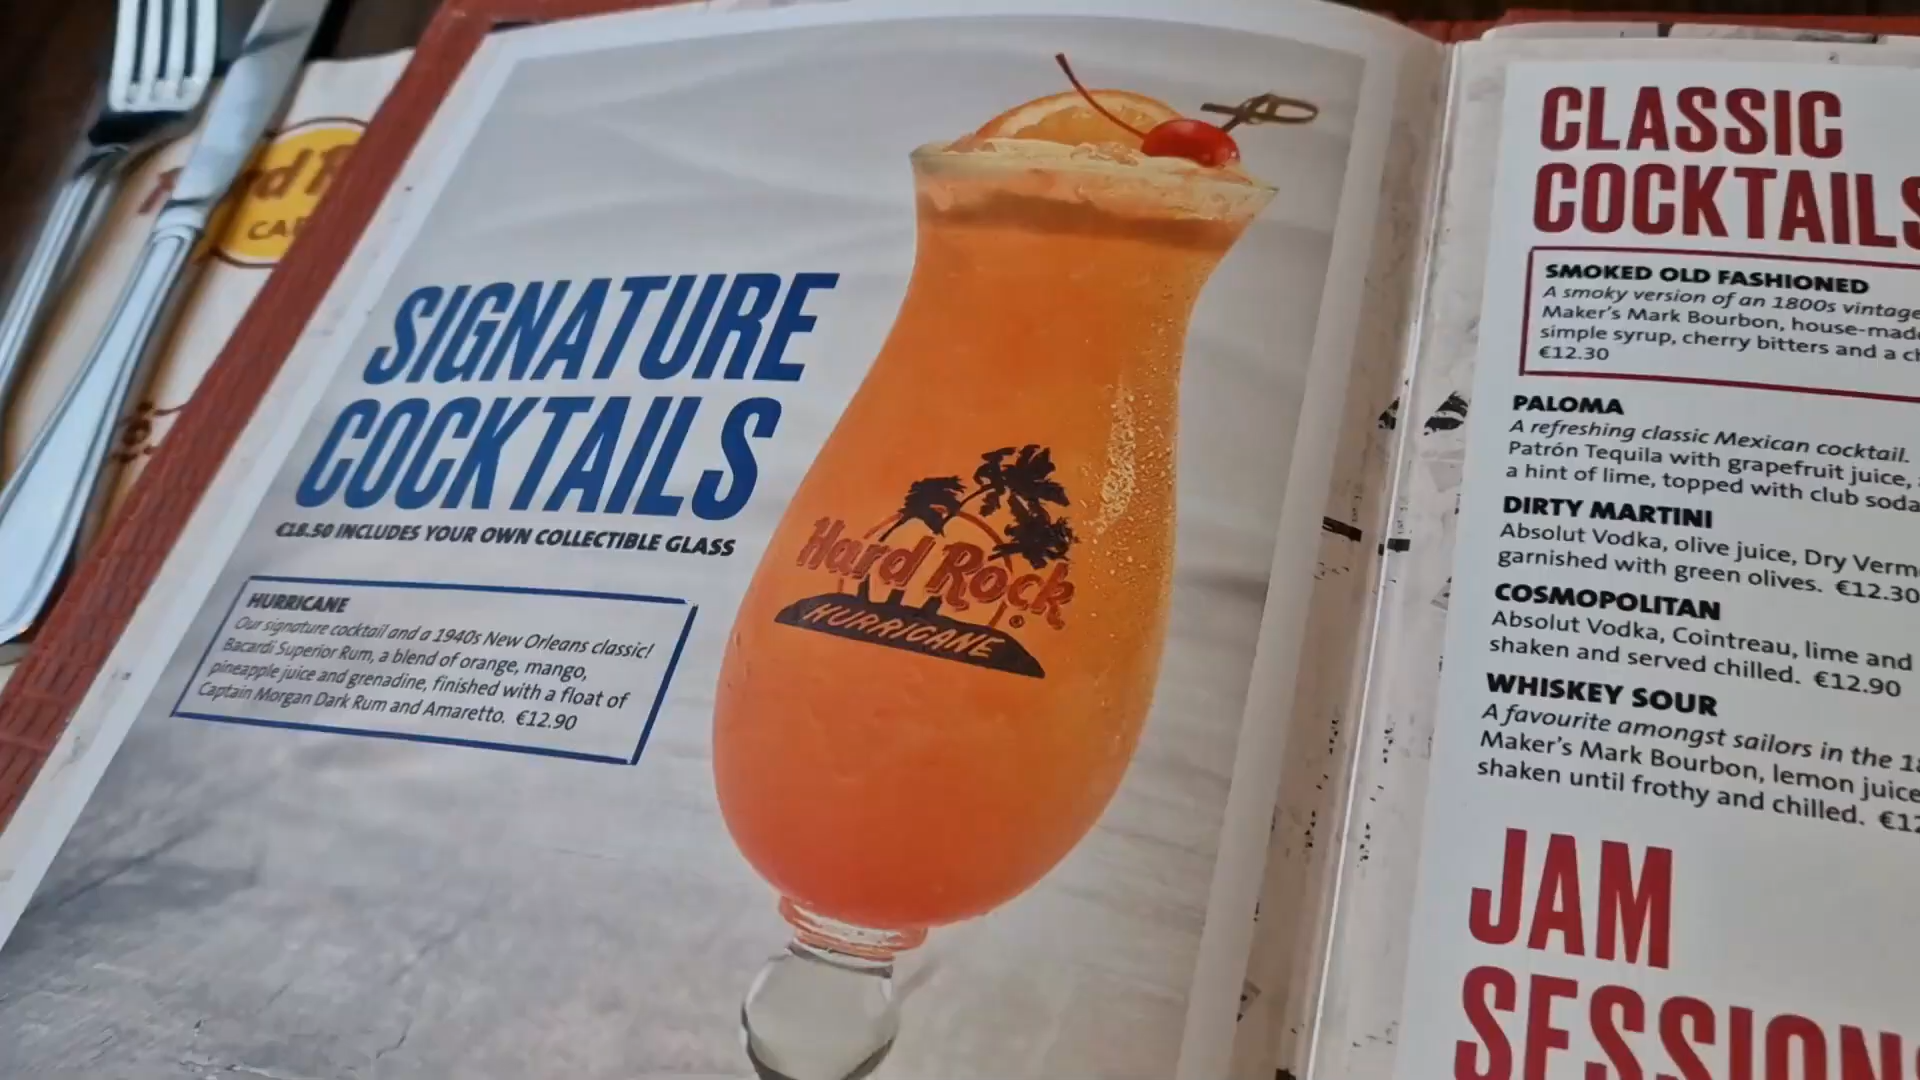 SIGNATURE
COCKTAILS
€18.50 INCLUDES YOUR OWN COLLECTIBLE GLASS
HURRICANE
Our signature cocktail and a 1940s New Orleans classic!
Bacardi Superior Rum, a blend of orange, mango,
pineapple juice and grenadine, finished with a float of
Captain Morgan Dark Rum and Amaretto. €12.90
Hard Rock
HURRICANE
CLASSIC
COCKTAILS
SMOKED OLD FASHIONED
A smoky version of an 1800s vintage
Maker's Mark Bourbon, house-made
simple syrup, cherry bitters and a
€12.30
PALOMA
A refreshing classic Mexican cocktail.
Patrón Tequila with grapefruit juice,
a hint of lime, topped with club soda
DIRTY MARTINI
Absolut Vodka, olive juice, Dry
garnished with green olives. €12.30
COSMOPOLITAN
Absolut Vodka, Cointreau, lime and
shaken and served chilled. €12.90
WHISKEY SOUR
A favourite amongst sailors in the
Maker's Mark Bourbon, lemon juice
shaken until frothy and chilled.
JAM